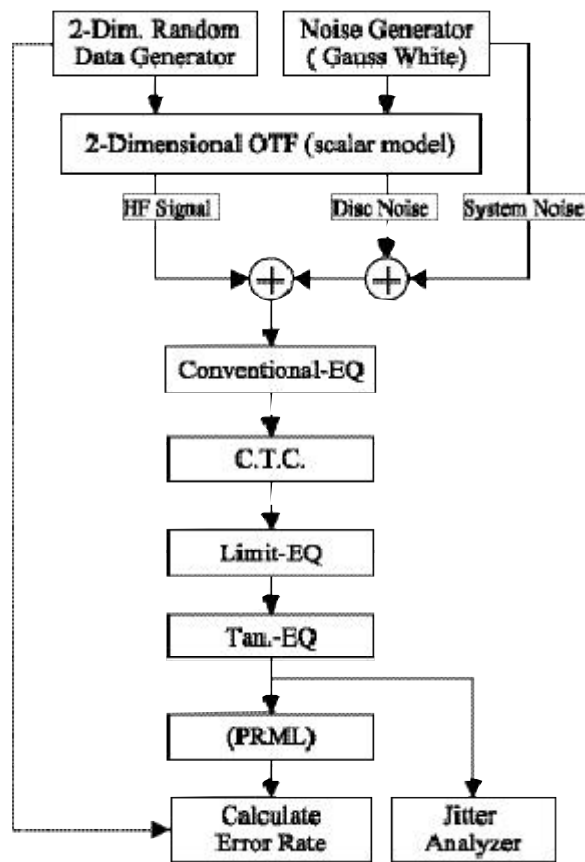 2-Dim. Random
Data Generator
Noise Generator
( Gauss White)
2-Dimensional OTF (scalar model)
HF Signal
Disc Noise
System Noise
Conventional-EQ
C.T.C.
Limit-EQ
Tan.-EQ
(PRML)
Calculate
Error Rate
Jitter
Analyzer